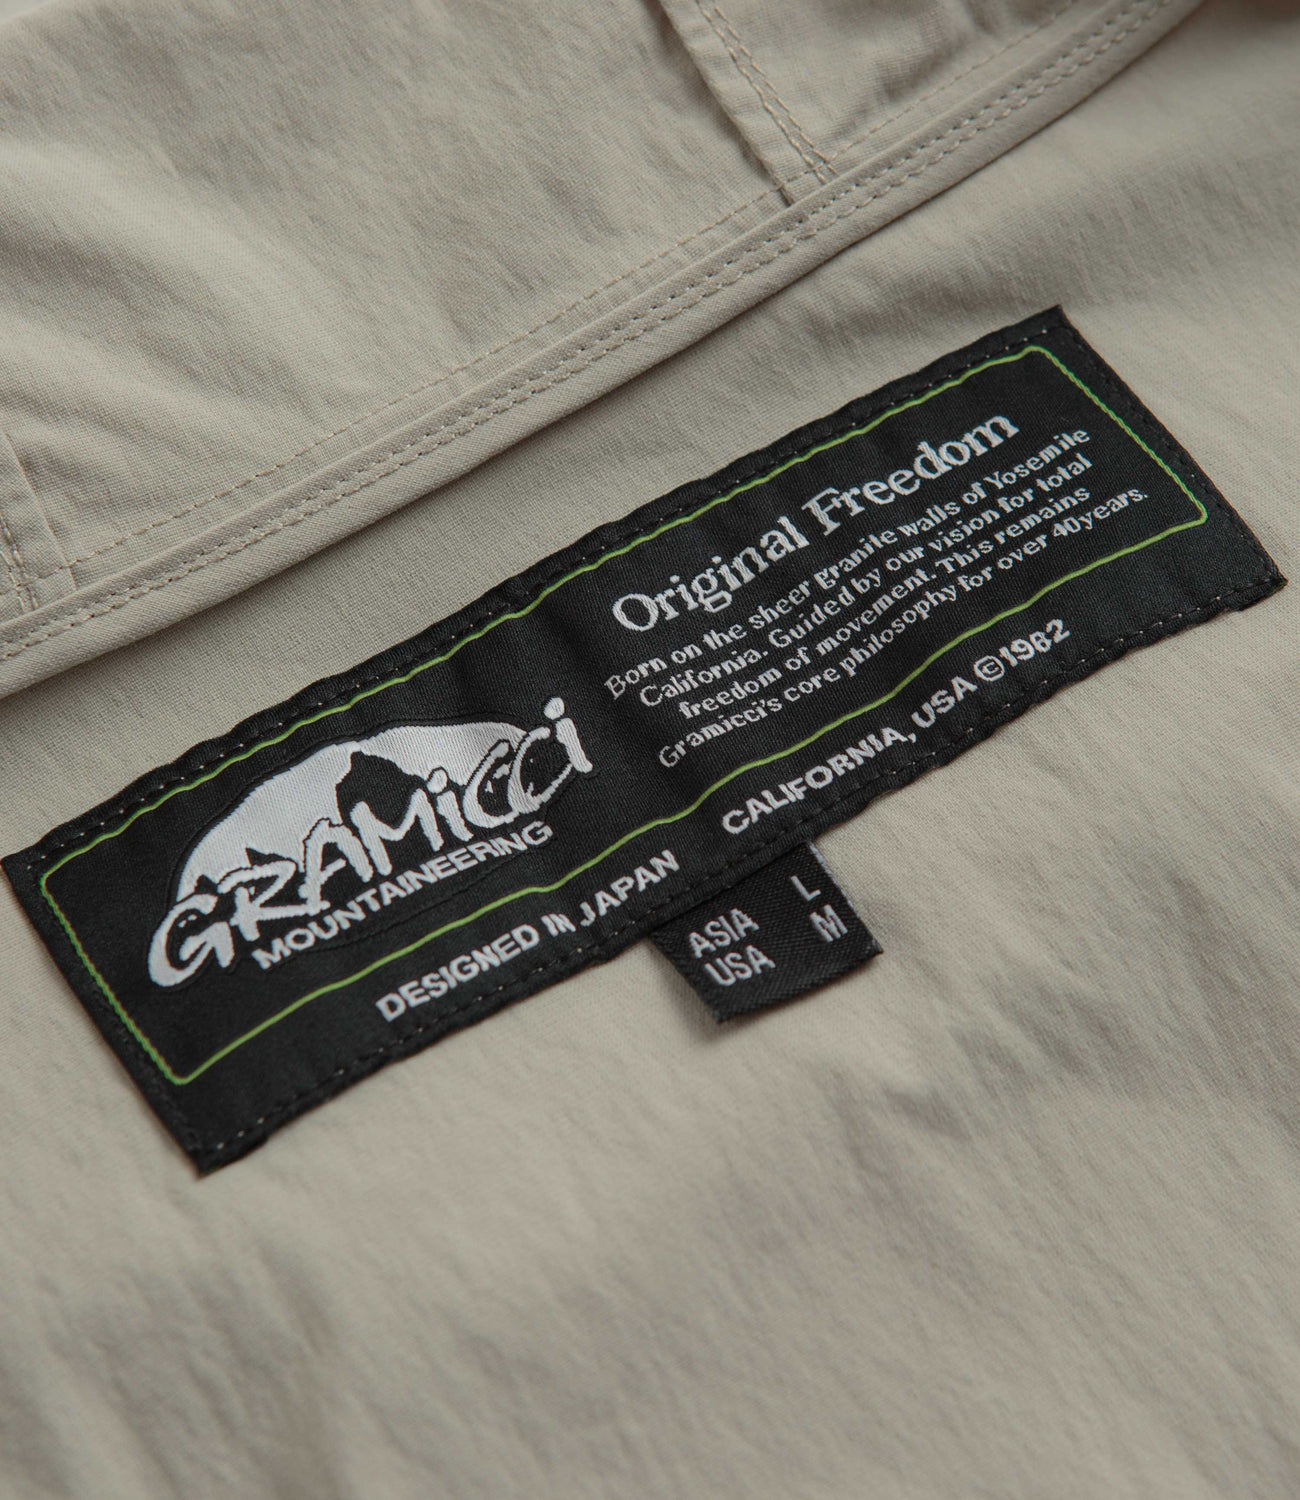 GRAMiCCi
MOUNTAINEERING
Original Freedom
Born on the sheer granite walls of Yosemile
California. Guided by our vision for total
freedom of movement. This remains
Gramicci's core philosophy for over 40years.
DESIGNED IN JAPAN
CALIFORNIA, USA ©1982
ASIA L
USA M